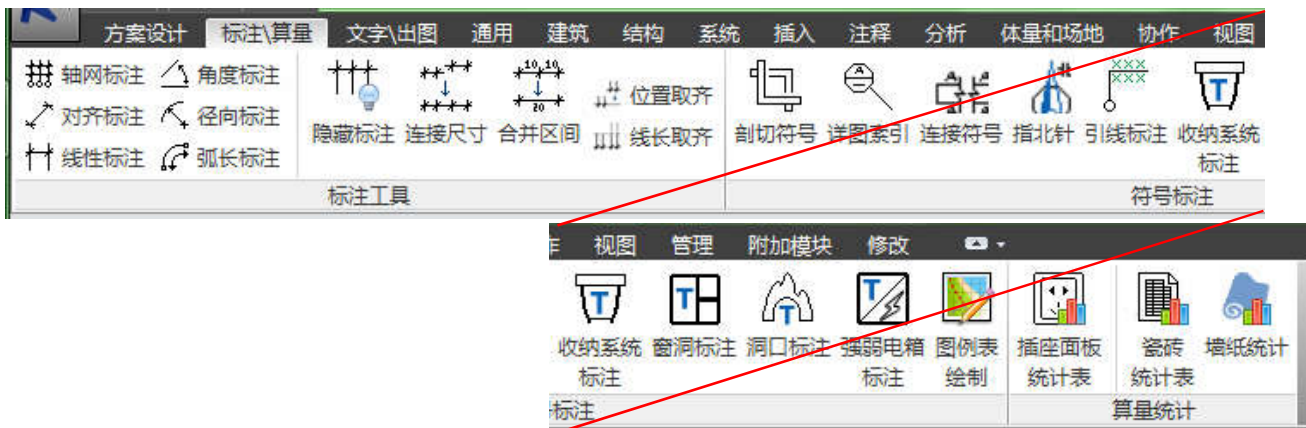 方案设计 标注\算量 文字\出图 通用 建筑 结构 系统 插入 注释 分析 体量和场地 协作 视图
轴网标注 角度标注
对齐标注 径向标注
线性标注 弧长标注
隐藏标注 连接尺寸 合并区间
位置取齐
线长取齐
剖切符号 详图索引 连接符号 指北针 引线标注 收纳系统
标注
标注工具 符号标注
视图 管理 附加模块 修改
收纳系统 窗洞标注 洞口标注 强弱电箱 图例表 插座面板 瓷砖 墙纸统计
标注 标注 绘制 统计表 统计表
标注 算量统计